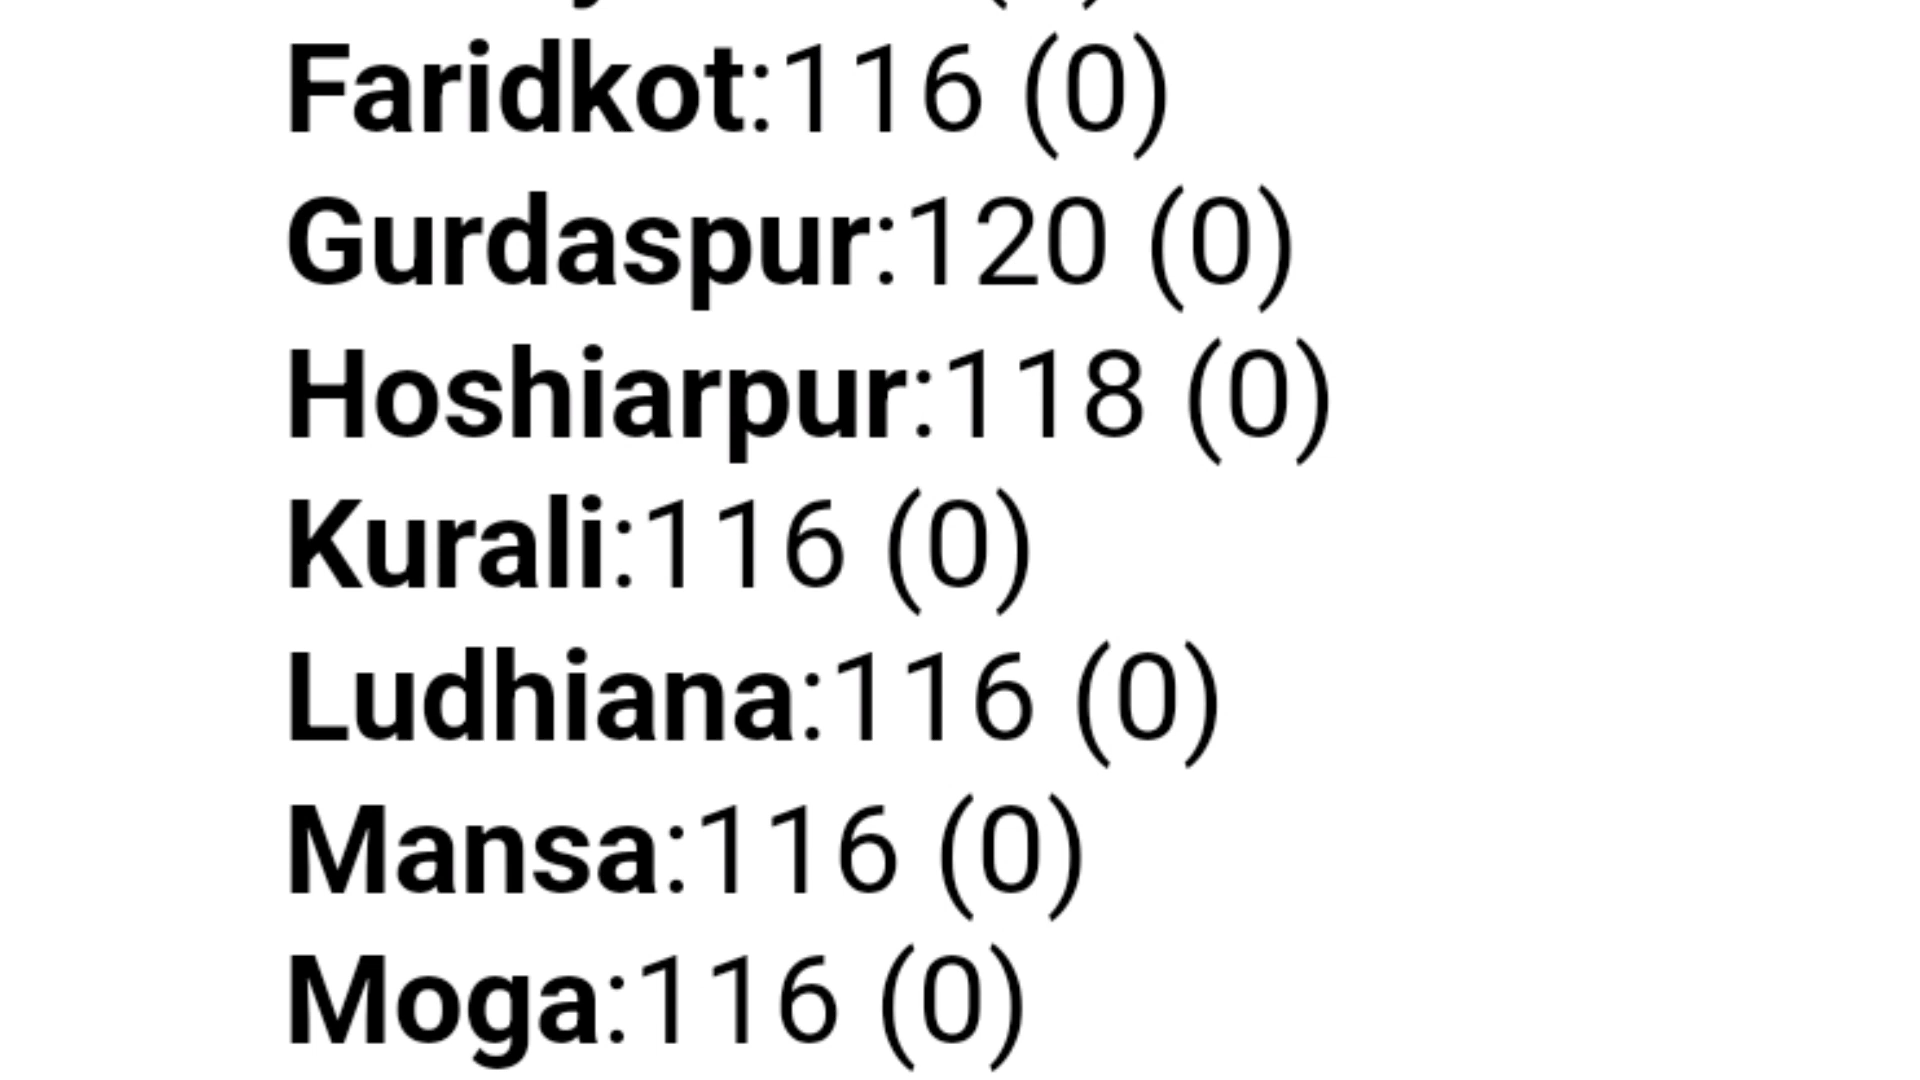 Faridkot:116 (0)
Gurdaspur:120 (0)
Hoshiarpur:118 (0)
Kurali:116 (0)
Ludhiana:116 (0)
Mansa:116 (0)
Moga:116 (0)